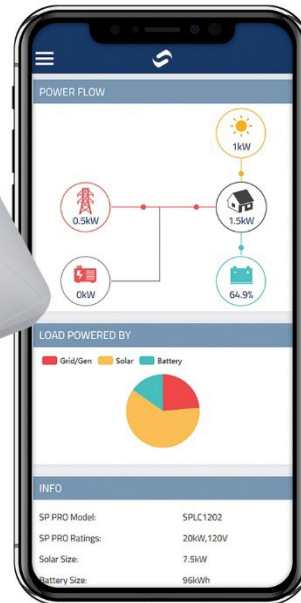 POWER FLOW
1kW
0.5kW
1.5kW
0kW
64.9%
LOAD POWERED BY
Grid/Gen Solar Battery
INFO
SP PRO Model: SPLC1202
SP PRO Ratings: 20kW,120V
Solar Size: 7.5kW
Battery Size: 96kWh